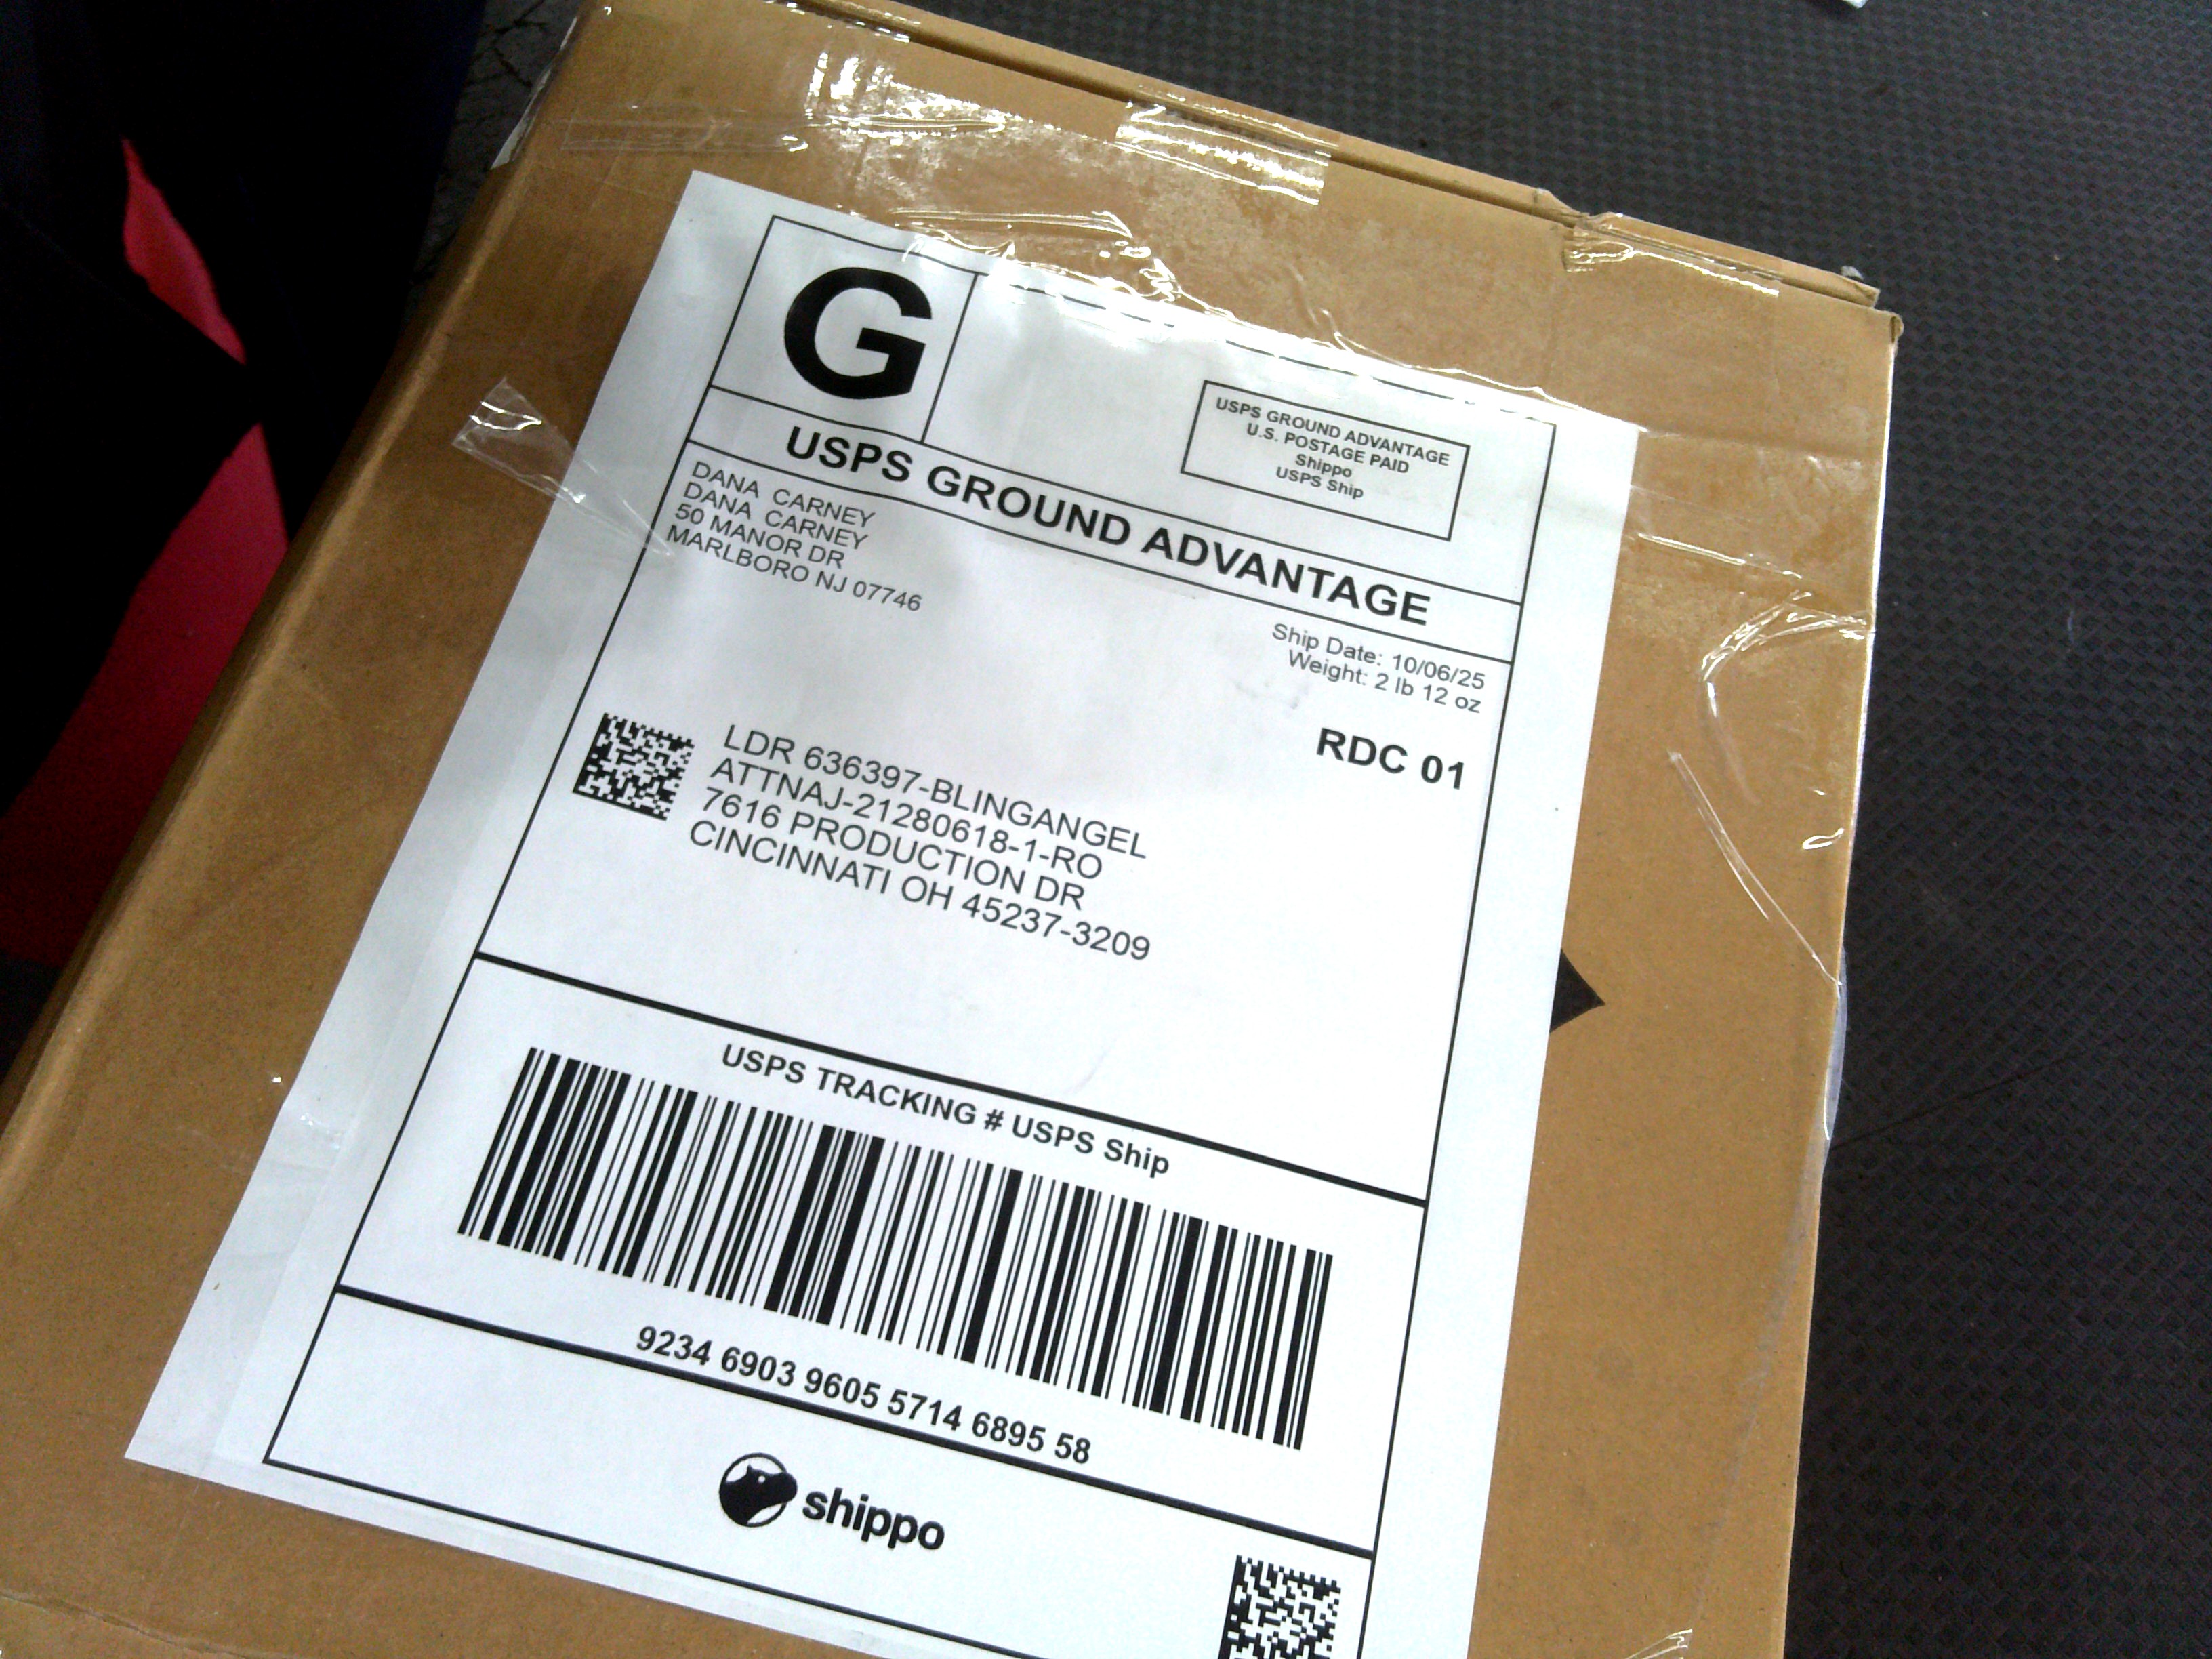 G
USPS GROUND ADVANTAGE
U.S. POSTAGE PAID
Shippo
USPS Ship
USPS GROUND ADVANTAGE
DANA CARNEY
DANA CARNEY
50 MANOR DR
MARLBORO NJ 07746
Ship Date: 10/06/25
Weight: 2 lb 12 oz
RDC 01
LDR 636397-BLINGANGEL
ATTNAJ-21280618-1-RO
7616 PRODUCTION DR
CINCINNATI OH 45237-3209
USPS TRACKING # USPS Ship
9234 6903 9605 5714 6895 58
shippo